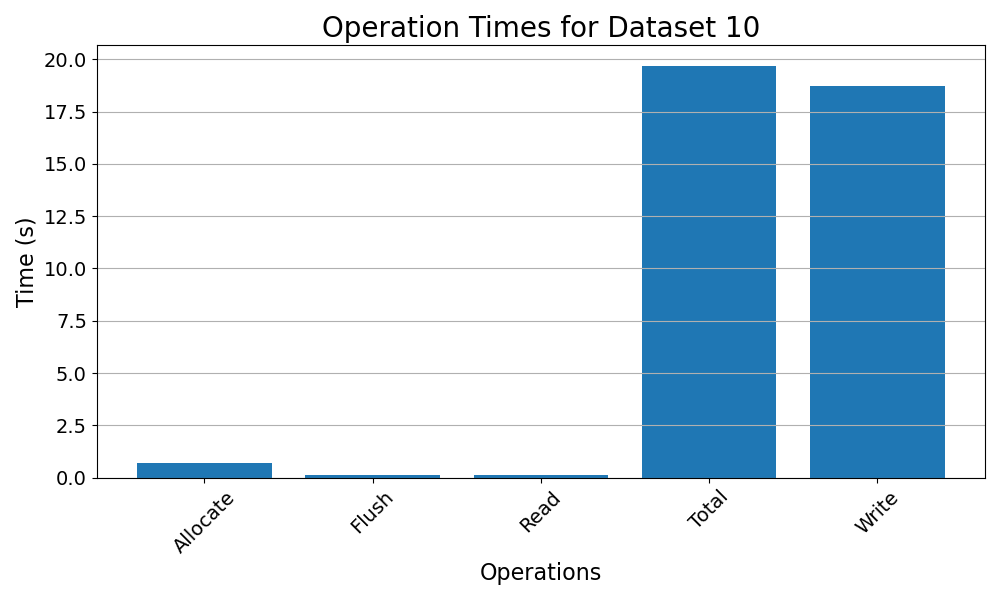 Operation Times for Dataset 10
20.0
17.5
15.0
12.5
10.0
7.5
5.0
2.5
0.0
Time (s)
Allocate
Flush
Read
Total
Write
Operations